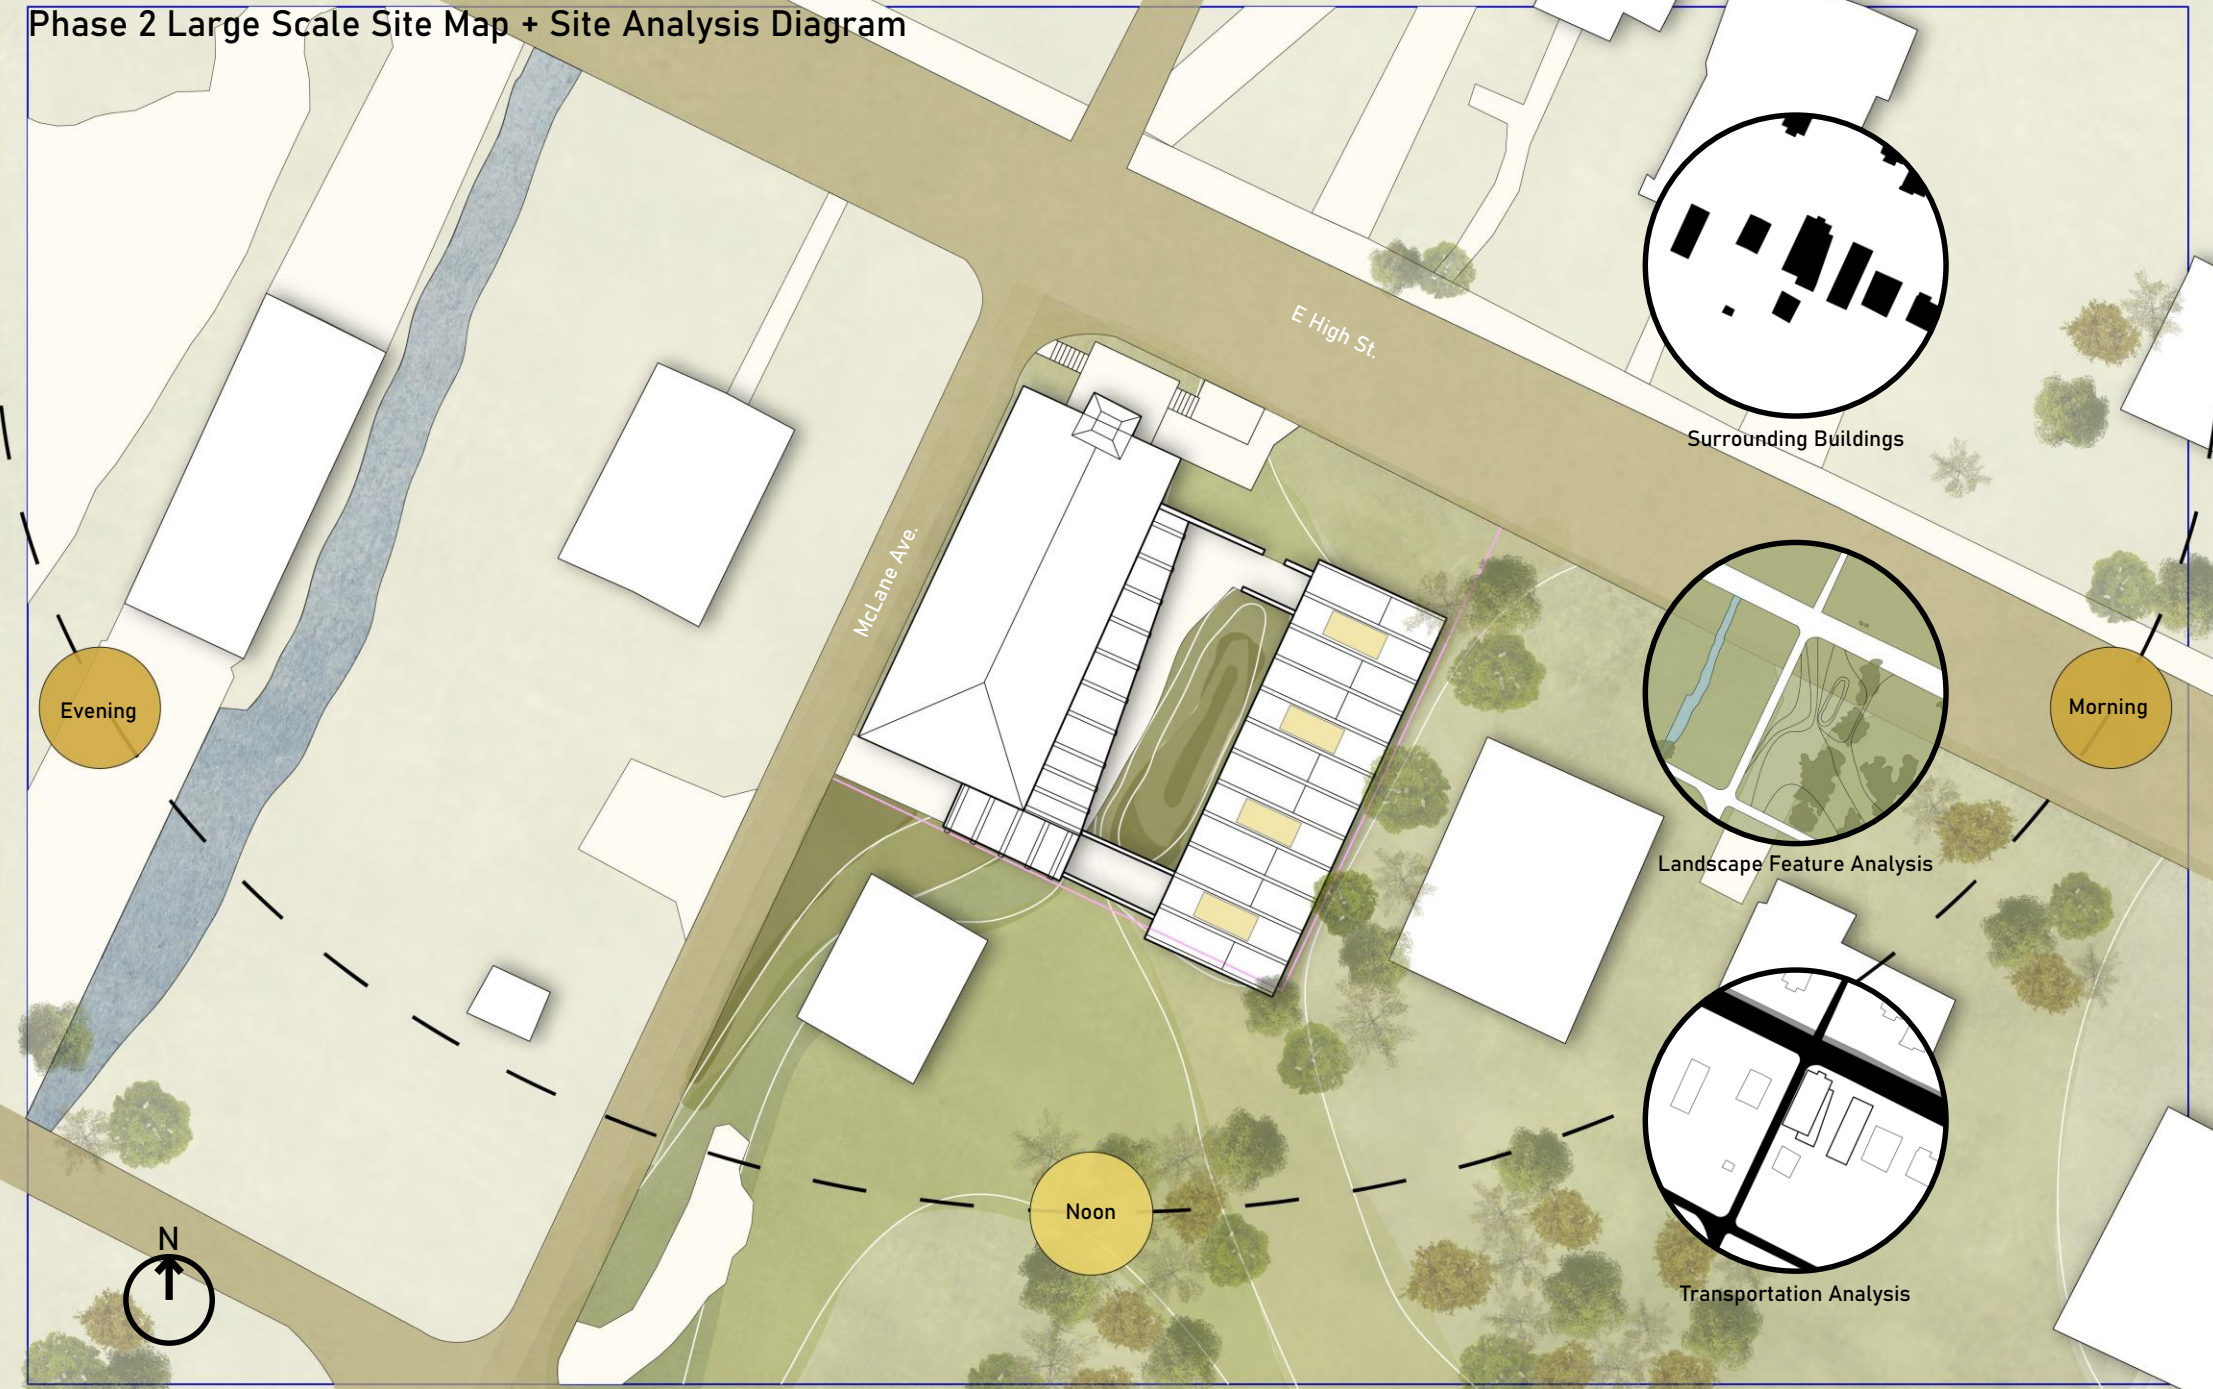 Phase 2 Large Scale Site Map + Site Analysis Diagram
E High St.
Surrounding Buildings
McLane Ave.
Evening
Morning
Landscape Feature Analysis
Noon
N
Transportation Analysis